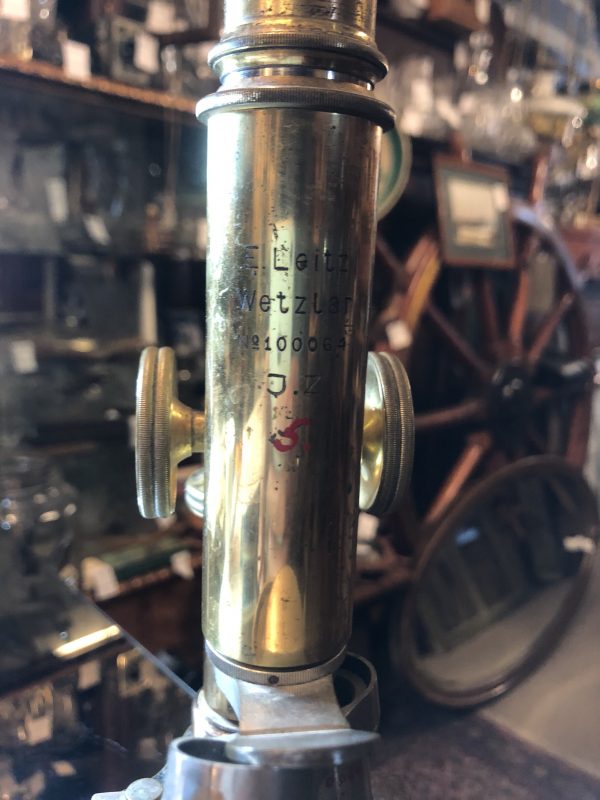 E. Leitz
Wetzlar
№ 100064
J.Z
5.